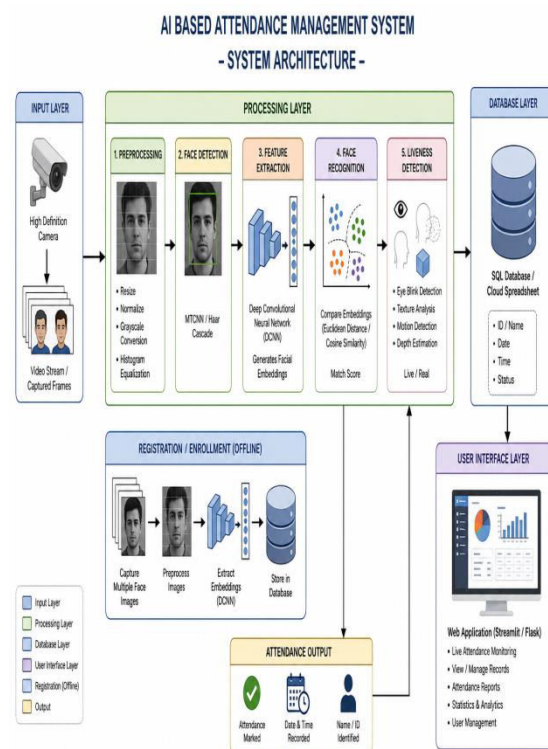 AI BASED ATTENDANCE MANAGEMENT SYSTEM
– SYSTEM ARCHITECTURE –
INPUT LAYER
High Definition
Camera
Video Stream /
Captured Frames
PROCESSING LAYER
1. PREPROCESSING
• Resize
• Normalize
• Grayscale
Conversion
• Histogram
Equalization
2. FACE DETECTION
MTCNN / Haar
Cascade
3. FEATURE
EXTRACTION
Deep Convolutional
Neural Network
(DCNN)
Generates Facial
Embeddings
4. FACE
RECOGNITION
Compare Embeddings
(Euclidean Distance /
Cosine Similarity)
Match Score
5. LIVENESS
DETECTION
• Eye Blink Detection
• Texture Analysis
• Motion Detection
• Depth Estimation
Live / Real
DATABASE LAYER
SQL Database /
Cloud Spreadsheet
• ID / Name
• Date
• Time
• Status
REGISTRATION / ENROLLMENT (OFFLINE)
Capture
Multiple Face
Images
Preprocess
Images
Extract
Embeddings
(DCNN)
Store in
Database
USER INTERFACE LAYER
Web Application (Streamlit / Flask)
• Live Attendance Monitoring
• View / Manage Records
• Attendance Reports
• Statistics & Analytics
• User Management
Input Layer
Processing Layer
Database Layer
User Interface Layer
Registration (Offline)
Output
ATTENDANCE OUTPUT
Attendance
Marked
Date & Time
Recorded
Name / ID
Identified